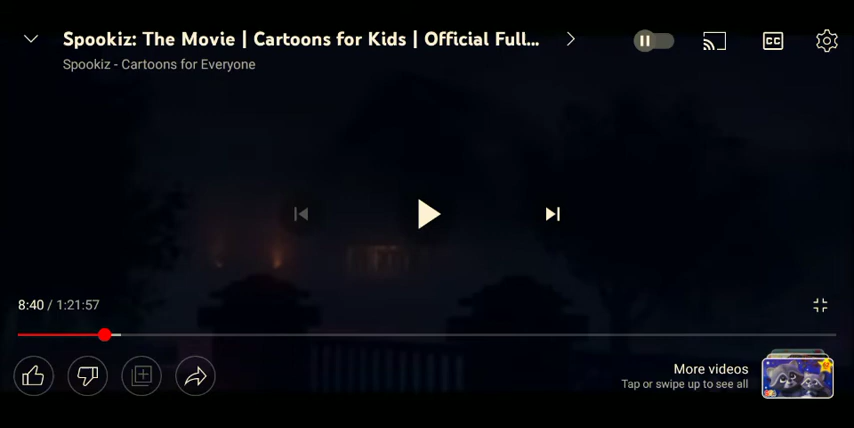 Spookiz: The Movie | Cartoons for Kids | Official Full...
CC
Spookiz - Cartoons for Everyone
8:40 / 1:21:57
More videos
Tap or swipe up to see all